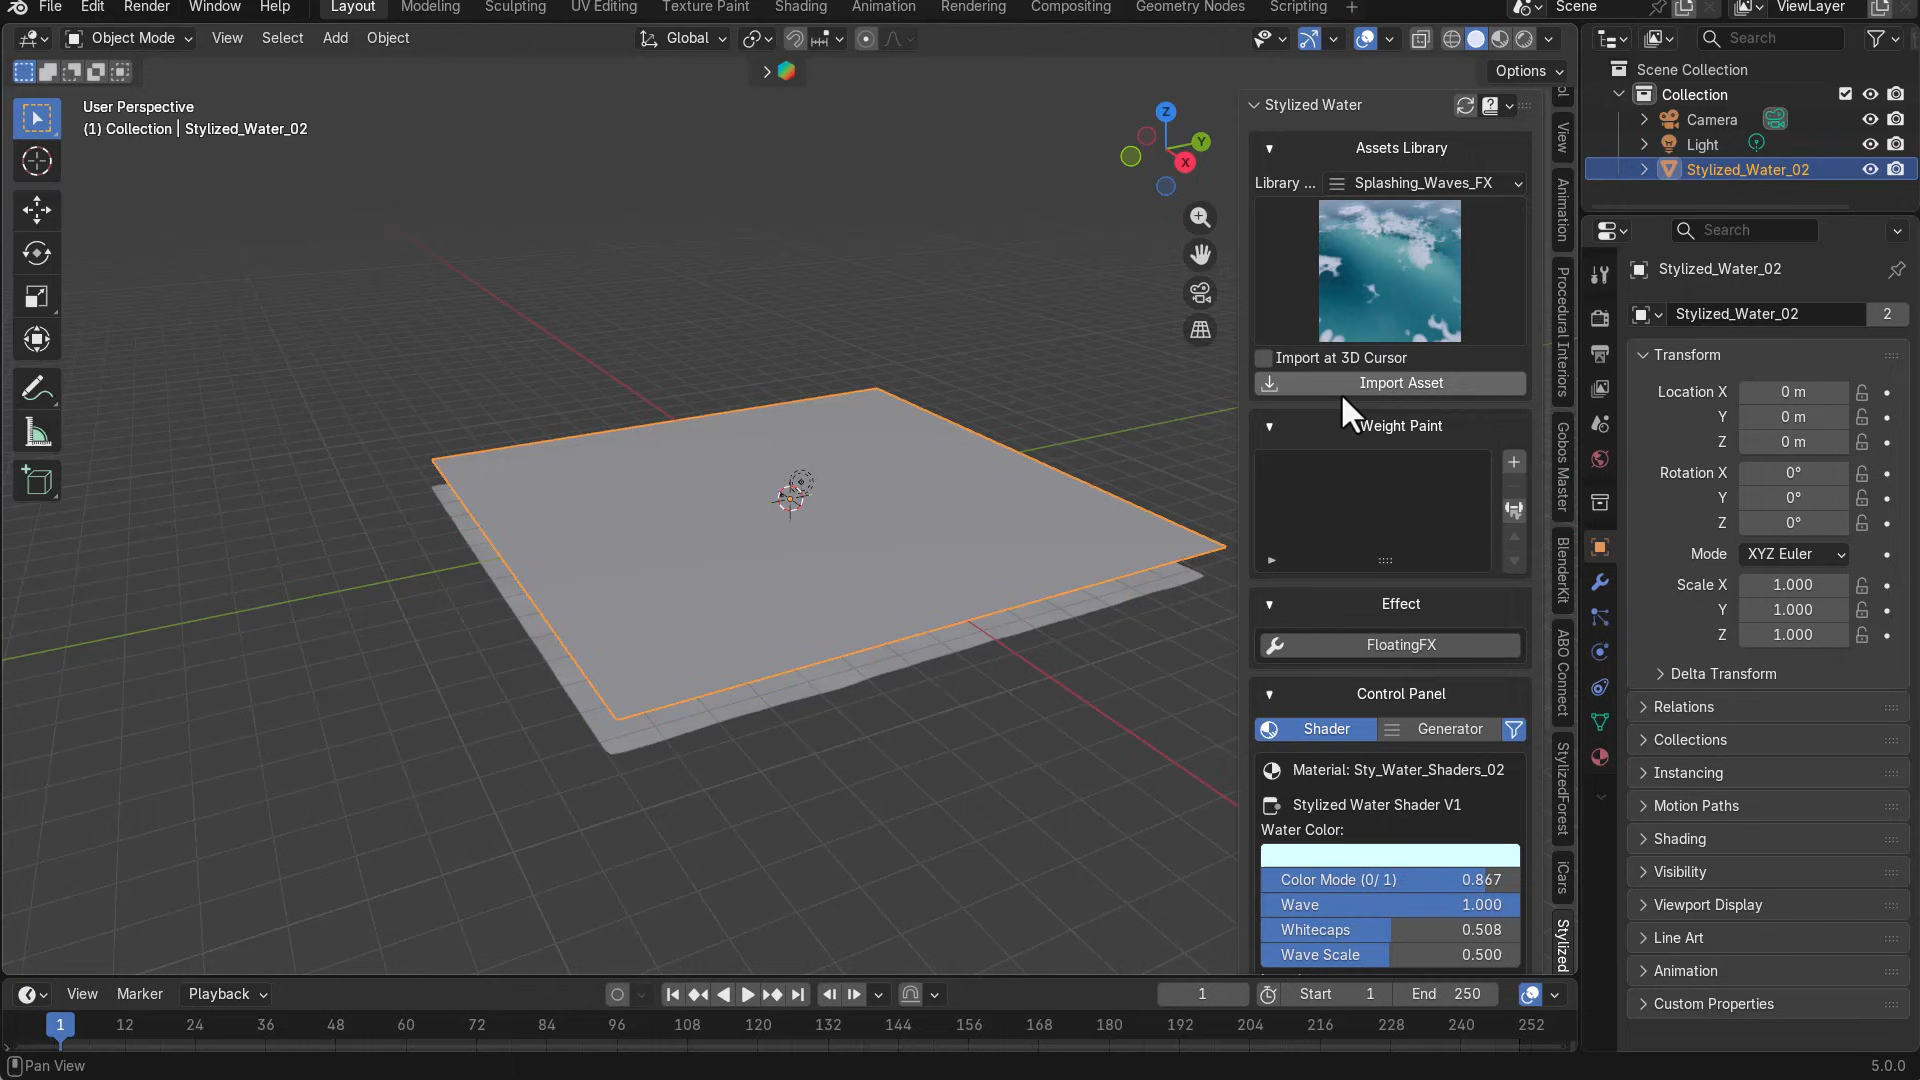 File Edit Render Window Help Layout Modeling Sculpting UV Editing Texture Paint Shading Animation Rendering Compositing Geometry Nodes Scripting + Scene ViewLayer
Object Mode View Select Add Object Global Search
Options
User Perspective
(1) Collection | Stylized_Water_02
Z
Y
X
Stylized Water
Assets Library
Library ... Splashing_Waves_FX
Import at 3D Cursor
Import Asset
Weight Paint
Effect
FloatingFX
Control Panel
Shader Generator
Material: Sty_Water_Shaders_02
Stylized Water Shader V1
Water Color:
Color Mode (0/ 1) 0.867
Wave 1.000
Whitecaps 0.508
Wave Scale 0.500
View
Animation
Procedural Interiors
Gobos Master
BlenderKit
ABO Connect
StylizedForest
iCars
Stylized
Scene Collection
Collection
Camera
Light
Stylized_Water_02
Search
Stylized_Water_02
Stylized_Water_02 2
Transform
Location X 0 m
Y 0 m
Z 0 m
Rotation X 0°
Y 0°
Z 0°
Mode XYZ Euler
Scale X 1.000
Y 1.000
Z 1.000
Delta Transform
Relations
Collections
Instancing
Motion Paths
Shading
Visibility
Viewport Display
Line Art
Animation
Custom Properties
View Marker Playback 1 Start 1 End 250
1 12 24 36 48 60 72 84 96 108 120 132 144 156 168 180 192 204 216 228 240 252
Pan View 5.0.0